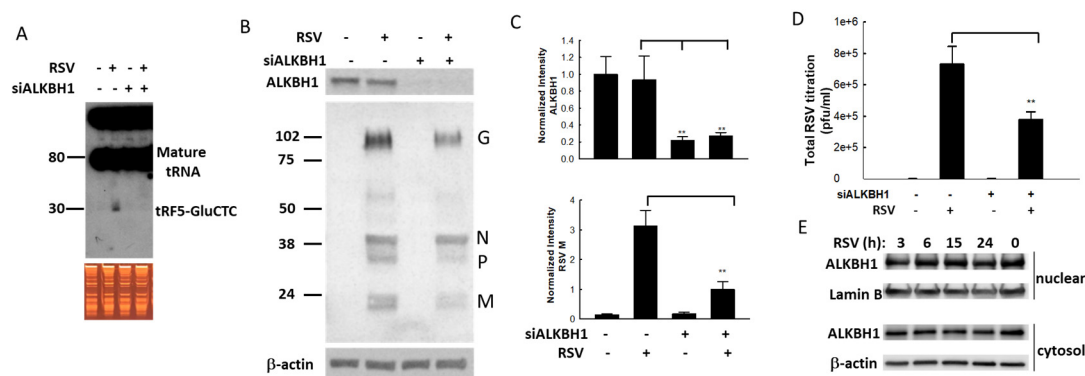 A
RSV - + - +
siALKBH1 - - + +
80
Mature
tRNA
30
tRF5-GluCTC
B
RSV - + - +
siALKBH1 - - + +
ALKBH1
102
75
50
38
24
G
N
P
M
β-actin
C
Normalized Intensity
ALKBH1
1.4
1.2
1.0
0.8
0.6
0.4
0.2
0.0
** **
Normalized Intensity
RSV M
4
3
2
1
0
**
siALKBH1 - - + +
RSV - + - +
D
Total RSV titration
(pfu/ml)
1e+6
8e+5
6e+5
4e+5
2e+5
0
**
siALKBH1 - - + +
RSV - + - +
E
RSV (h): 3 6 15 24 0
ALKBH1
Lamin B
nuclear
ALKBH1
β-actin
cytosol